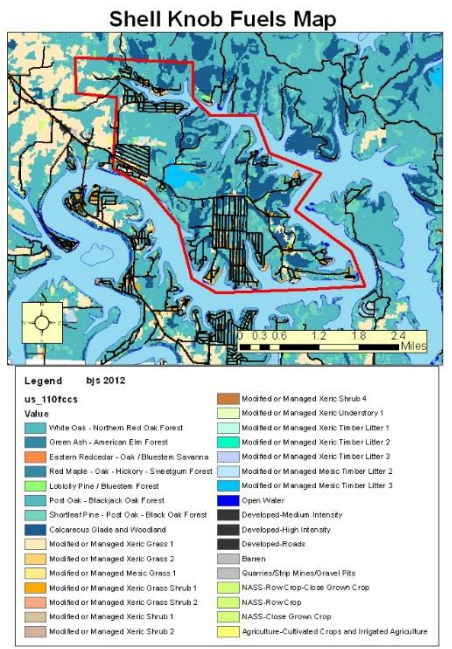 Shell Knob Fuels Map
0 0.3 0.6 1.2 1.8 2.4
Miles
Legend bjs 2012
us_110fccs
Value
White Oak - Northern Red Oak Forest
Green Ash - American Elm Forest
Eastern Redcedar - Oak / Bluestem Savanna
Red Maple - Oak - Hickory - Sweetgum Forest
Loblolly Pine / Bluestem Forest
Post Oak - Blackjack Oak Forest
Shortleaf Pine - Post Oak - Black Oak Forest
Calcareous Glade and Woodland
Modified or Managed Xeric Grass 1
Modified or Managed Xeric Grass 2
Modified or Managed Mesic Grass 1
Modified or Managed Xeric Grass Shrub 1
Modified or Managed Xeric Grass Shrub 2
Modified or Managed Xeric Shrub 1
Modified or Managed Xeric Shrub 2
Modified or Managed Xeric Shrub 4
Modified or Managed Xeric Understory 1
Modified or Managed Xeric Timber Litter 1
Modified or Managed Xeric Timber Litter 2
Modified or Managed Xeric Timber Litter 3
Modified or Managed Mesic Timber Litter 2
Modified or Managed Mesic Timber Litter 3
Open Water
Developed-Medium Intensity
Developed-High Intensity
Developed-Roads
Barren
Quarries/Strip Mines/Gravel Pits
NASS-Row Crop-Close Grown Crop
NASS-Row Crop
NASS-Close Grown Crop
Agriculture-Cultivated Crops and Irrigated Agriculture